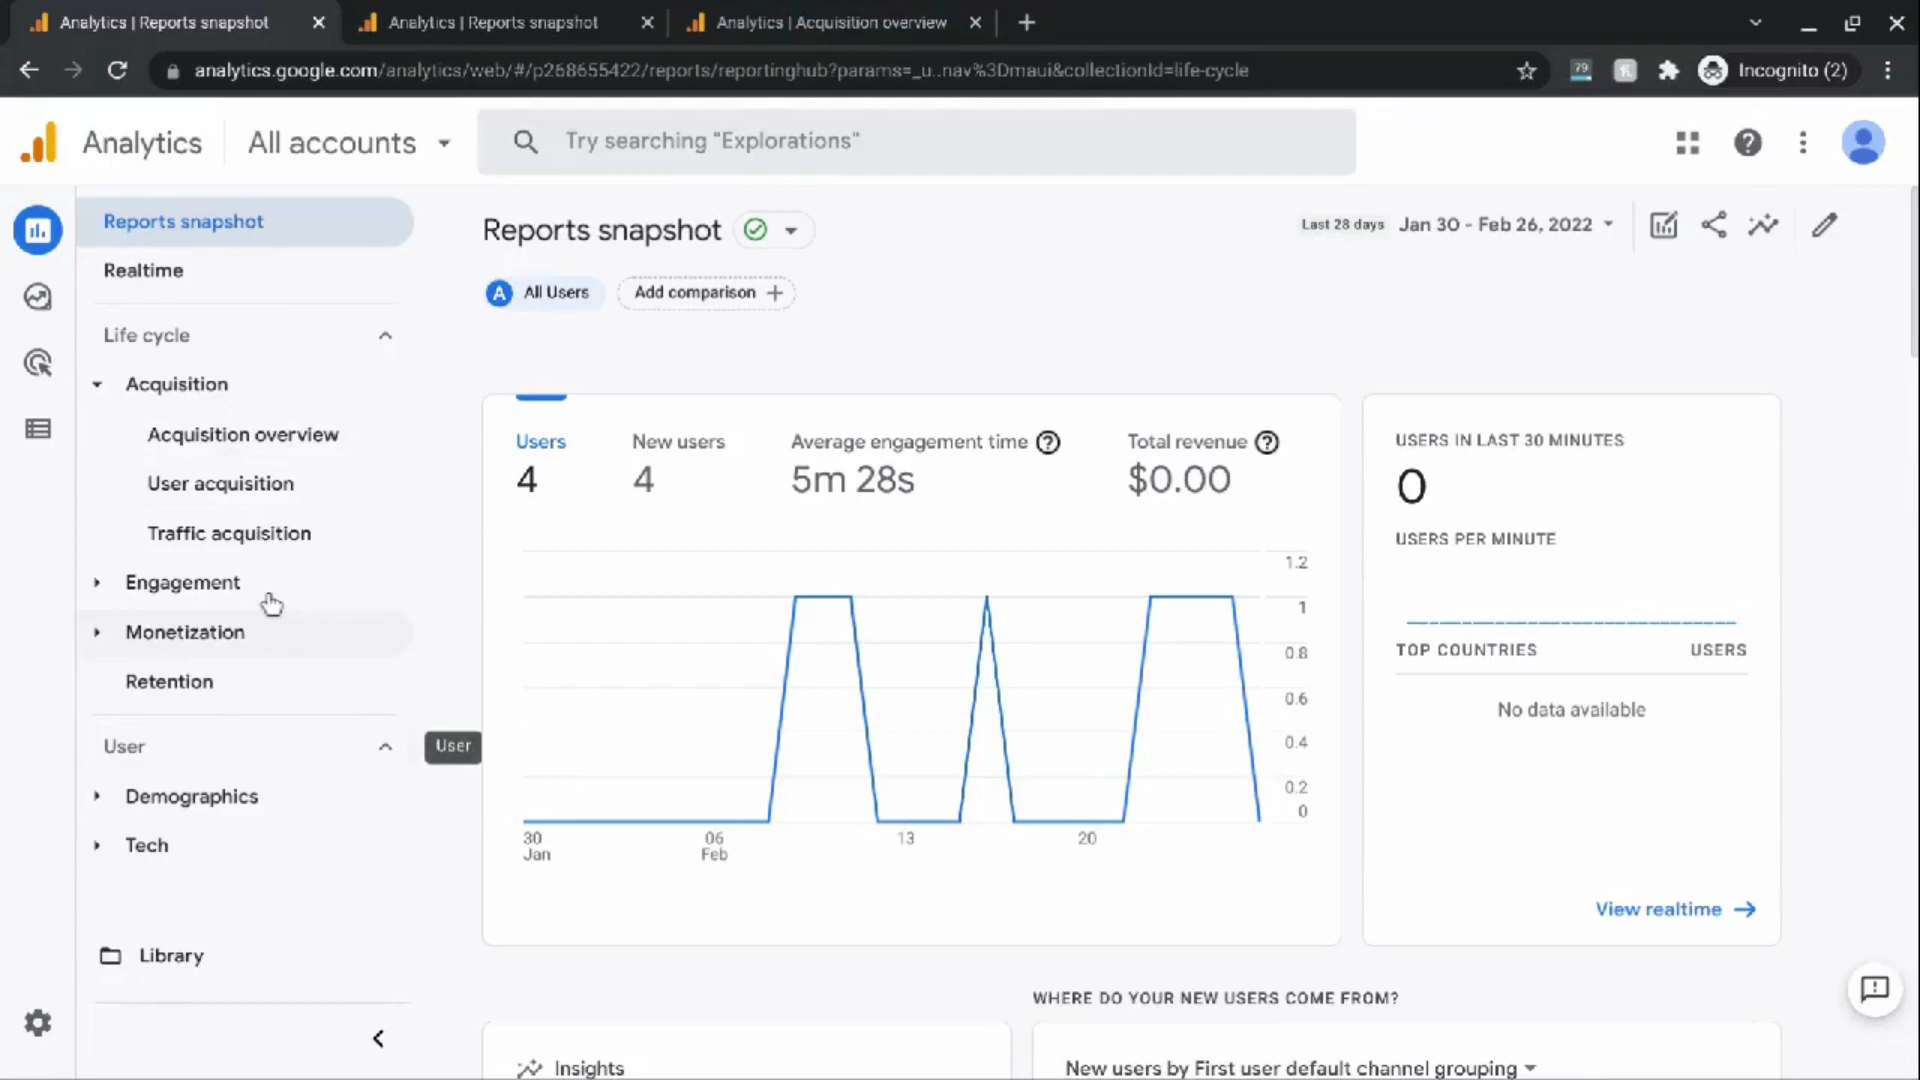 Analytics | Reports snapshot
Analytics | Reports snapshot
Analytics | Acquisition overview
analytics.google.com/analytics/web/#/p268655422/reports/reportinghub?params=_u..nav%3Dmaui&collectionId=life-cycle
79
Incognito (2)
Analytics
All accounts
Try searching "Explorations"
Reports snapshot
Realtime
Life cycle
Acquisition
Acquisition overview
User acquisition
Traffic acquisition
Engagement
Monetization
Retention
User
User
Demographics
Tech
Library
Reports snapshot
Last 28 days Jan 30 - Feb 26, 2022
A All Users
Add comparison +
Users
4
New users
4
Average engagement time
5m 28s
Total revenue
$0.00
1.2
1
0.8
0.6
0.4
0.2
0
30
Jan
06
Feb
13
20
USERS IN LAST 30 MINUTES
0
USERS PER MINUTE
TOP COUNTRIES USERS
No data available
View realtime
WHERE DO YOUR NEW USERS COME FROM?
Insights
New users by First user default channel grouping